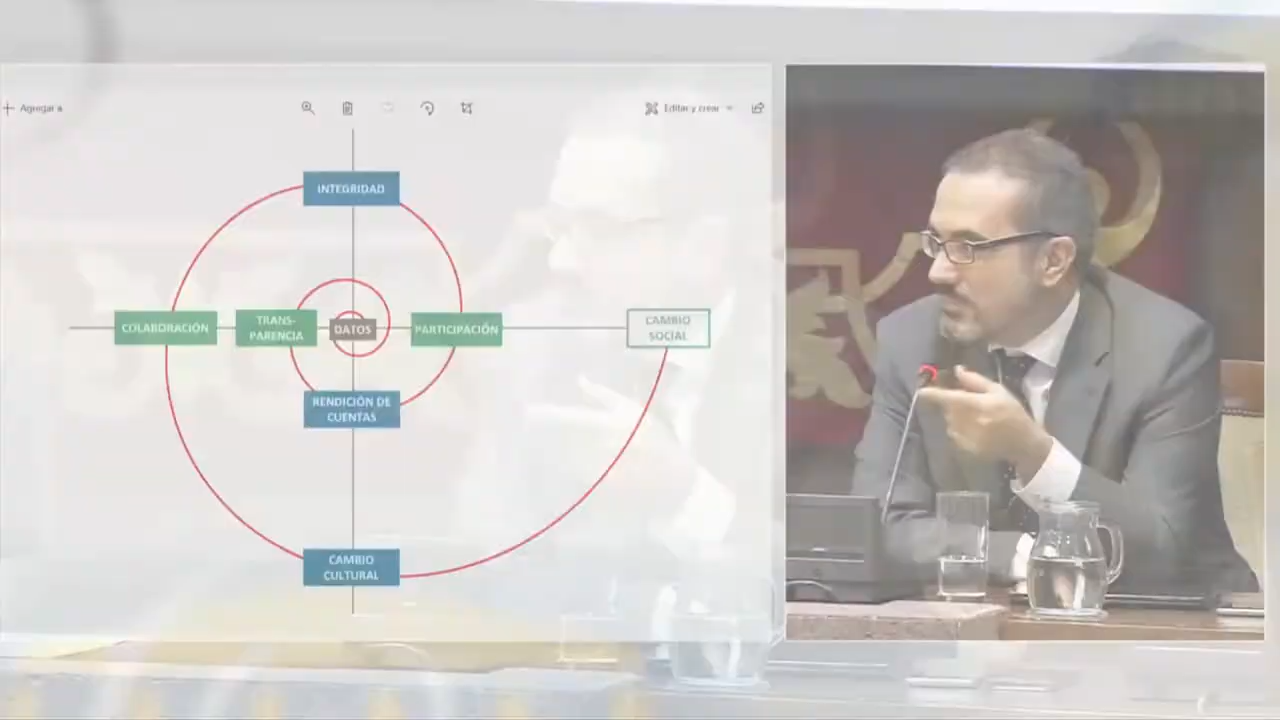 Agregar a
Editar y crear
INTEGRIDAD
COLABORACIÓN
TRANS-
PARENCIA
DATOS
PARTICIPACIÓN
CAMBIO
SOCIAL
RENDICIÓN DE
CUENTAS
CAMBIO
CULTURAL